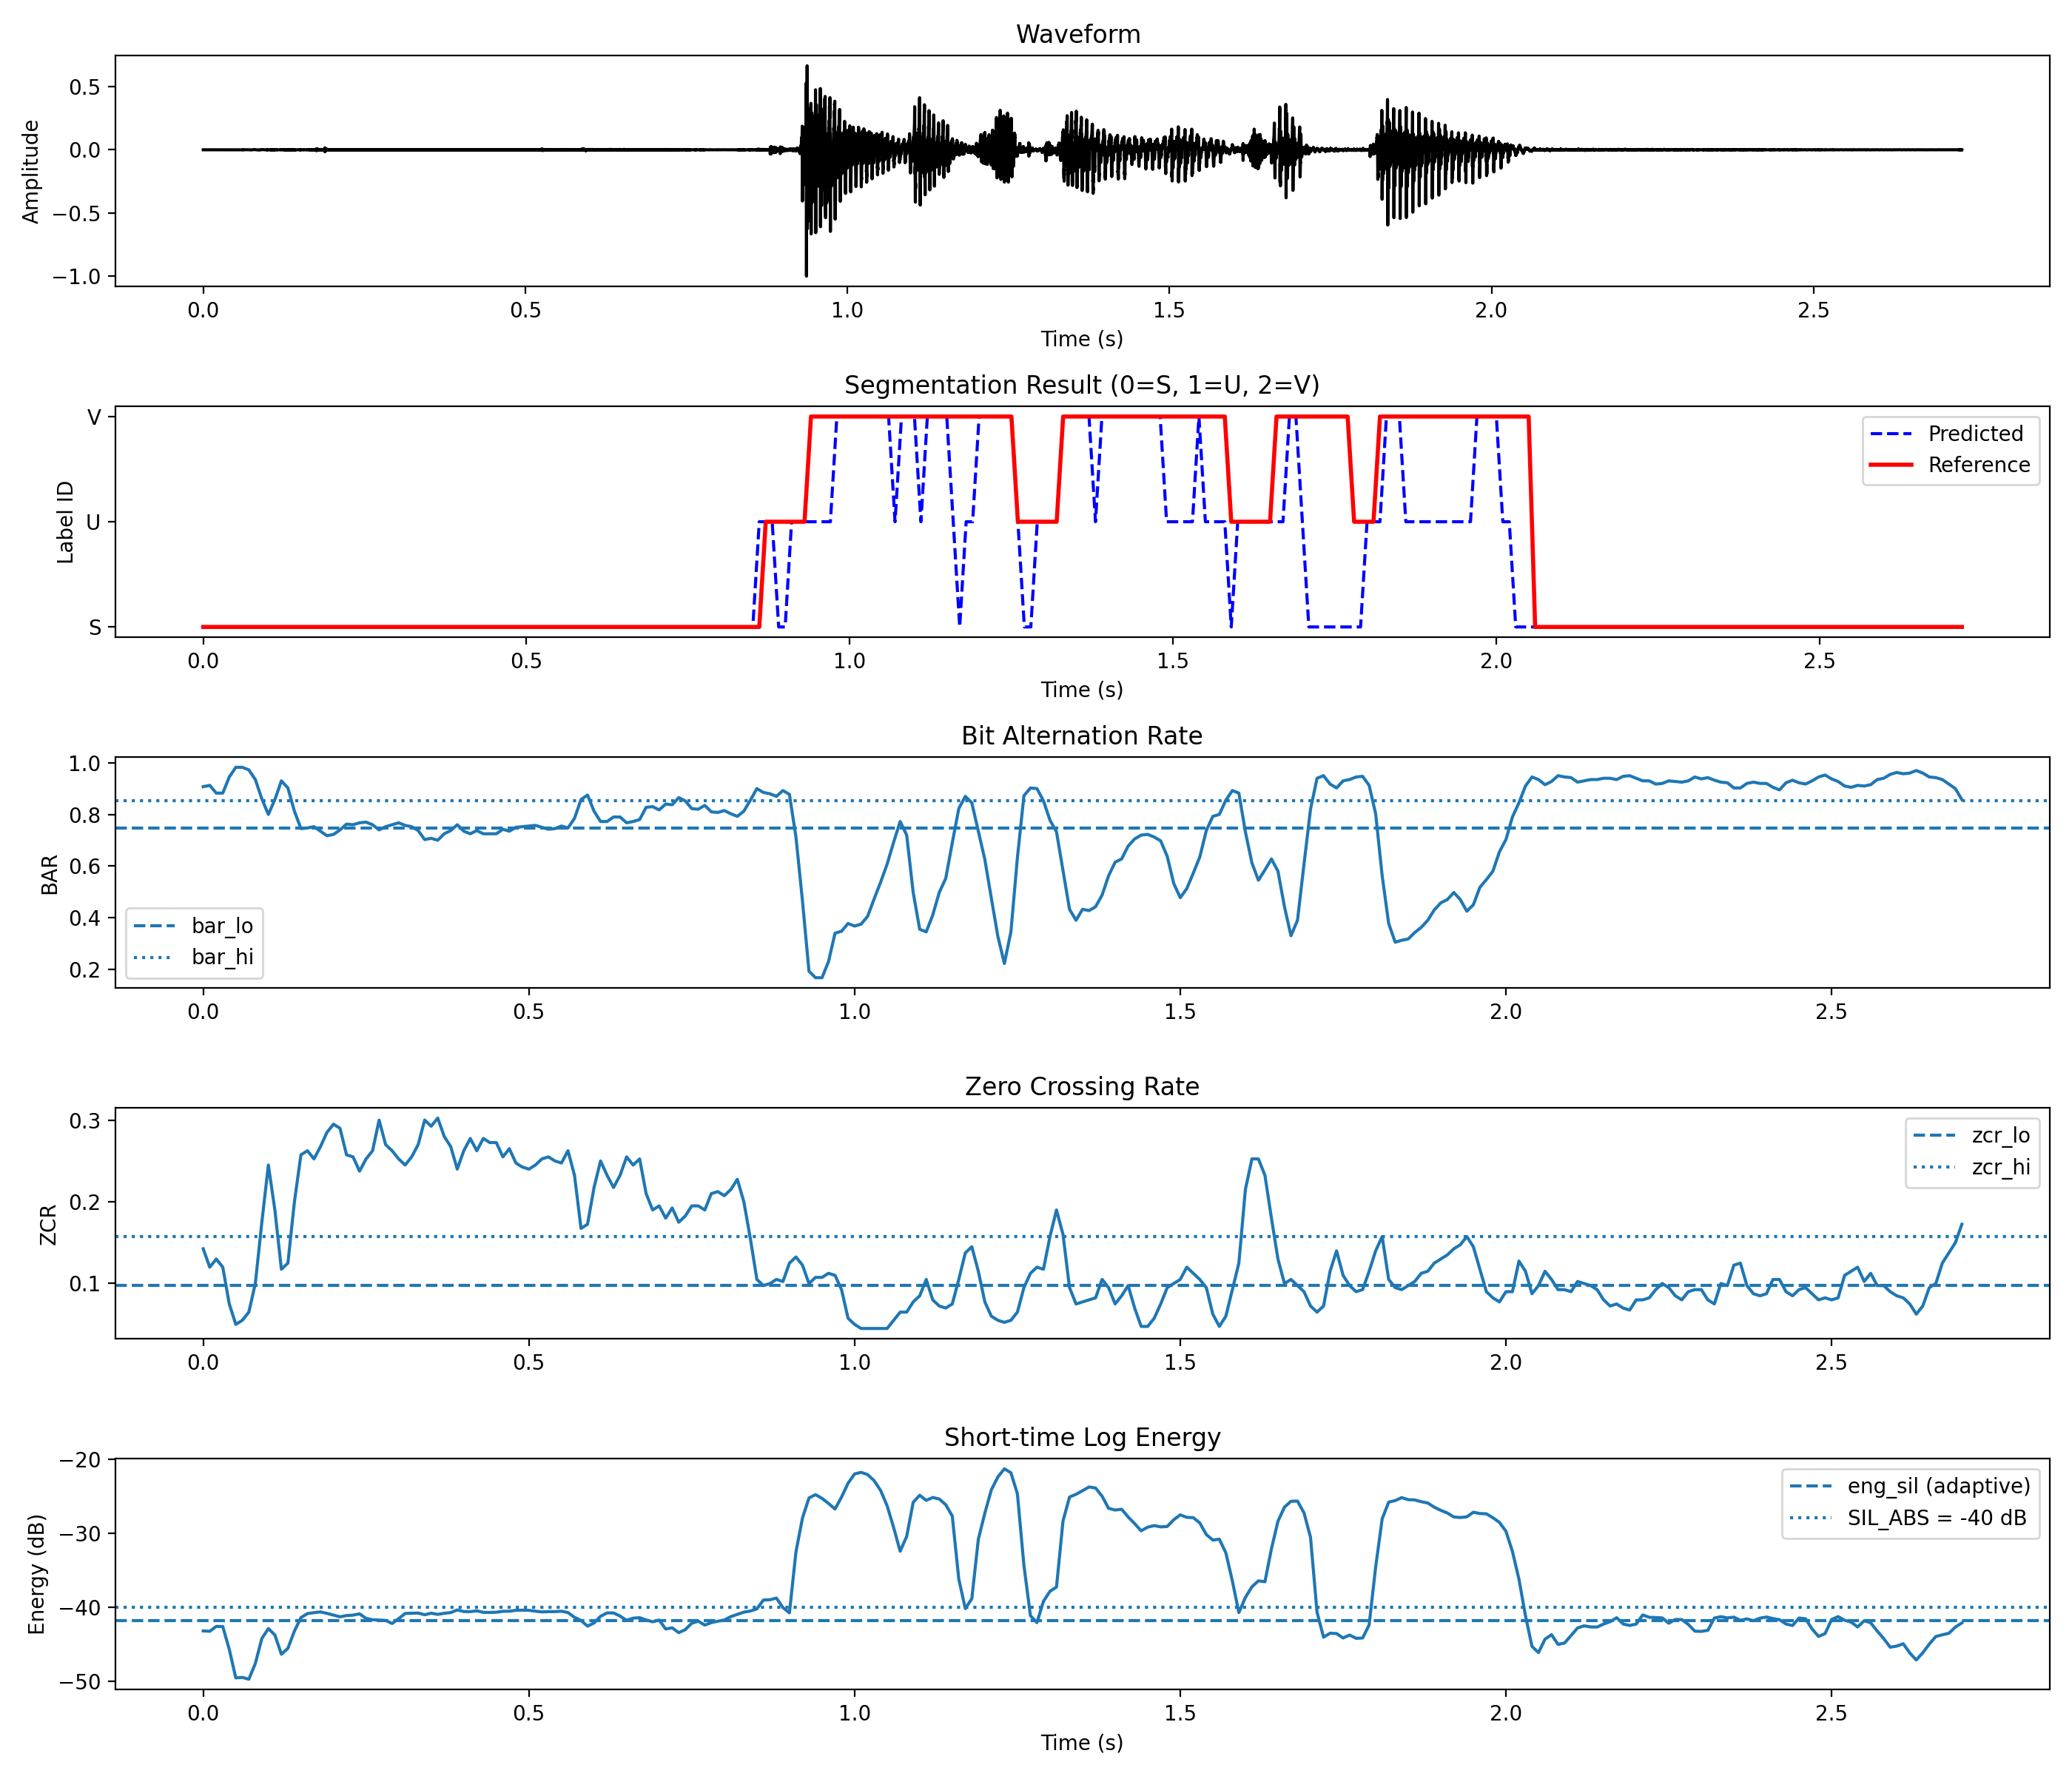 Waveform
0.5
0.0
−0.5
−1.0
Amplitude
0.0 0.5 1.0 1.5 2.0 2.5
Time (s)
Segmentation Result (0=S, 1=U, 2=V)
V
U
S
Label ID
Predicted
Reference
0.0 0.5 1.0 1.5 2.0 2.5
Time (s)
Bit Alternation Rate
1.0
0.8
0.6
0.4
0.2
BAR
bar_lo
bar_hi
0.0 0.5 1.0 1.5 2.0 2.5
Zero Crossing Rate
0.3
0.2
0.1
ZCR
zcr_lo
zcr_hi
0.0 0.5 1.0 1.5 2.0 2.5
Short-time Log Energy
−20
−30
−40
−50
Energy (dB)
eng_sil (adaptive)
SIL_ABS = -40 dB
0.0 0.5 1.0 1.5 2.0 2.5
Time (s)